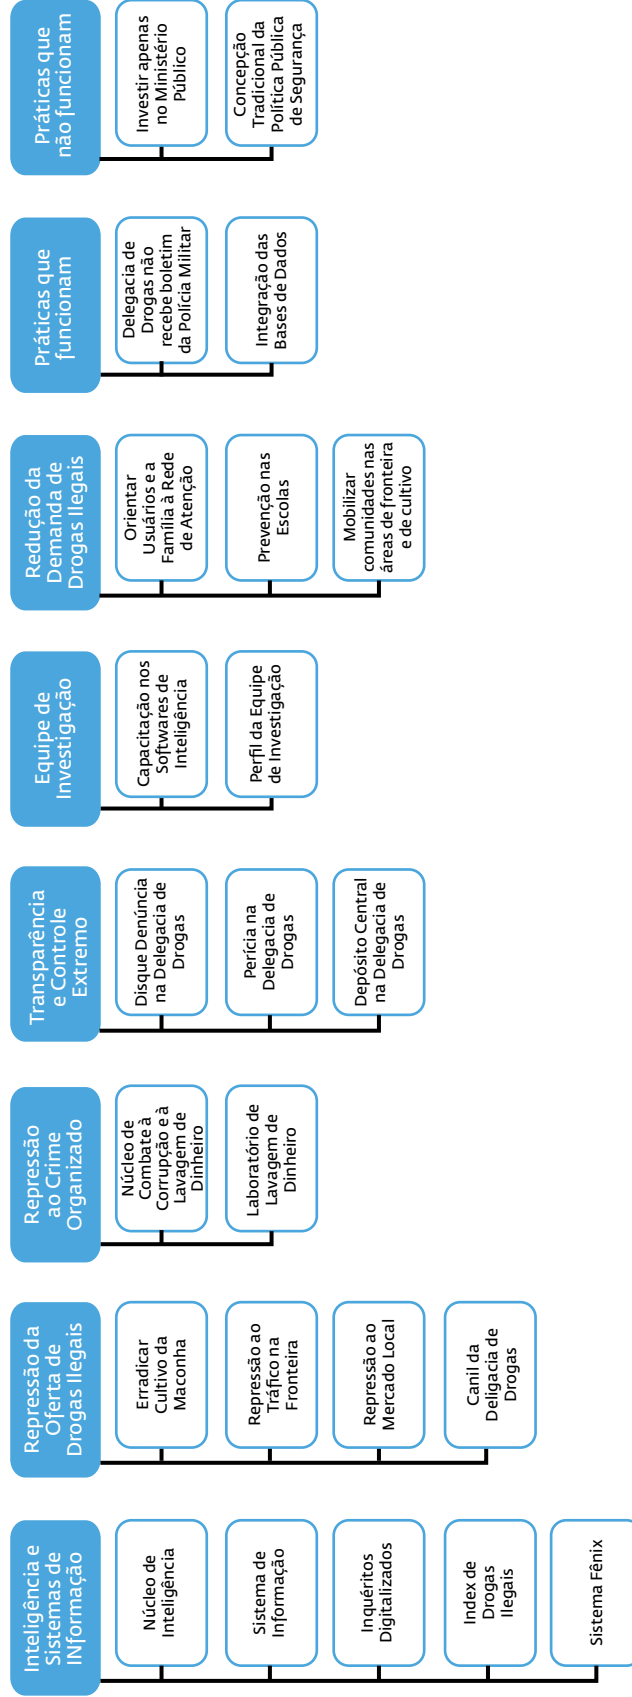 Inteligência e
Sistemas de
INformação
Núcleo de
Inteligência
Sistema de
Informação
Inquéritos
Digitalizados
Index de
Drogas
Ilegais
Sistema Fênix
Repressão da
Oferta de
Drogas Ilegais
Erradicar
Cultivo da
Maconha
Repressão ao
Tráfico na
Fronteira
Repressão ao
Mercado Local
Canil da
Deligacia de
Drogas
Repressão
ao Crime
Organizado
Núcleo de
Combate à
Corrupção e à
Lavagem de
Dinheiro
Laboratório de
Lavagem de
Dinheiro
Transparência
e Controle
Extremo
Disque Denúncia
na Delegacia de
Drogas
Perícia na
Delegacia de
Drogas
Depósito Central
na Delegacia de
Drogas
Equipe de
Investigação
Capacitação nos
Softwares de
Inteligência
Perfil da Equipe
de Investigação
Redução da
Demanda de
Drogas Ilegais
Orientar
Usuários e a
Família à Rede
de Atenção
Prevenção nas
Escolas
Mobilizar
comunidades nas
áreas de fronteira
e de cultivo
Práticas que
funcionam
Delegacia de
Drogas não
recebe boletim
da Polícia Militar
Integração das
Bases de Dados
Práticas que
não funcionam
Investir apenas
no Ministério
Público
Concepção
Tradicional da
Política Pública
de Segurança